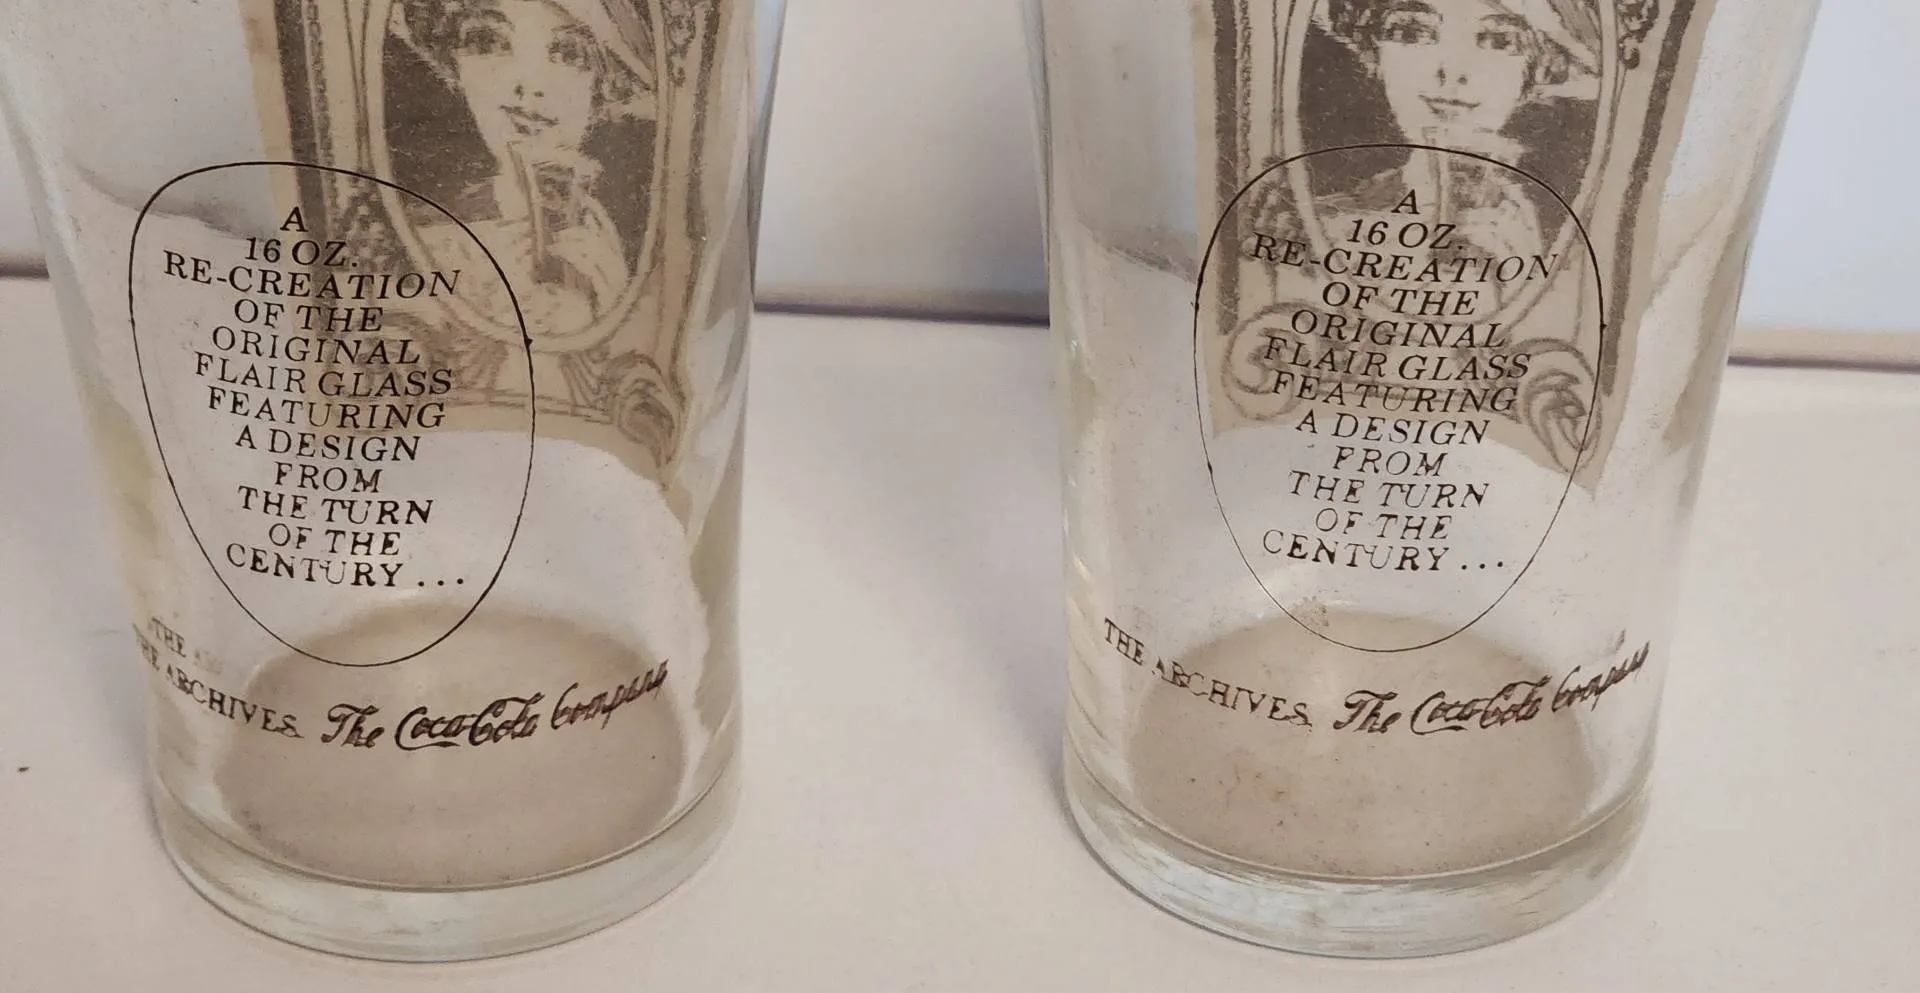 A
16 OZ.
RE-CREATION
OF THE
ORIGINAL
FLAIR GLASS
FEATURING
A DESIGN
FROM
THE TURN
OF THE
CENTURY...
THE ARCHIVES The Coca-Cola Company
A
16 OZ.
RE-CREATION
OF THE
ORIGINAL
FLAIR GLASS
FEATURING
A DESIGN
FROM
THE TURN
OF THE
CENTURY...
THE ARCHIVES The Coca-Cola Company